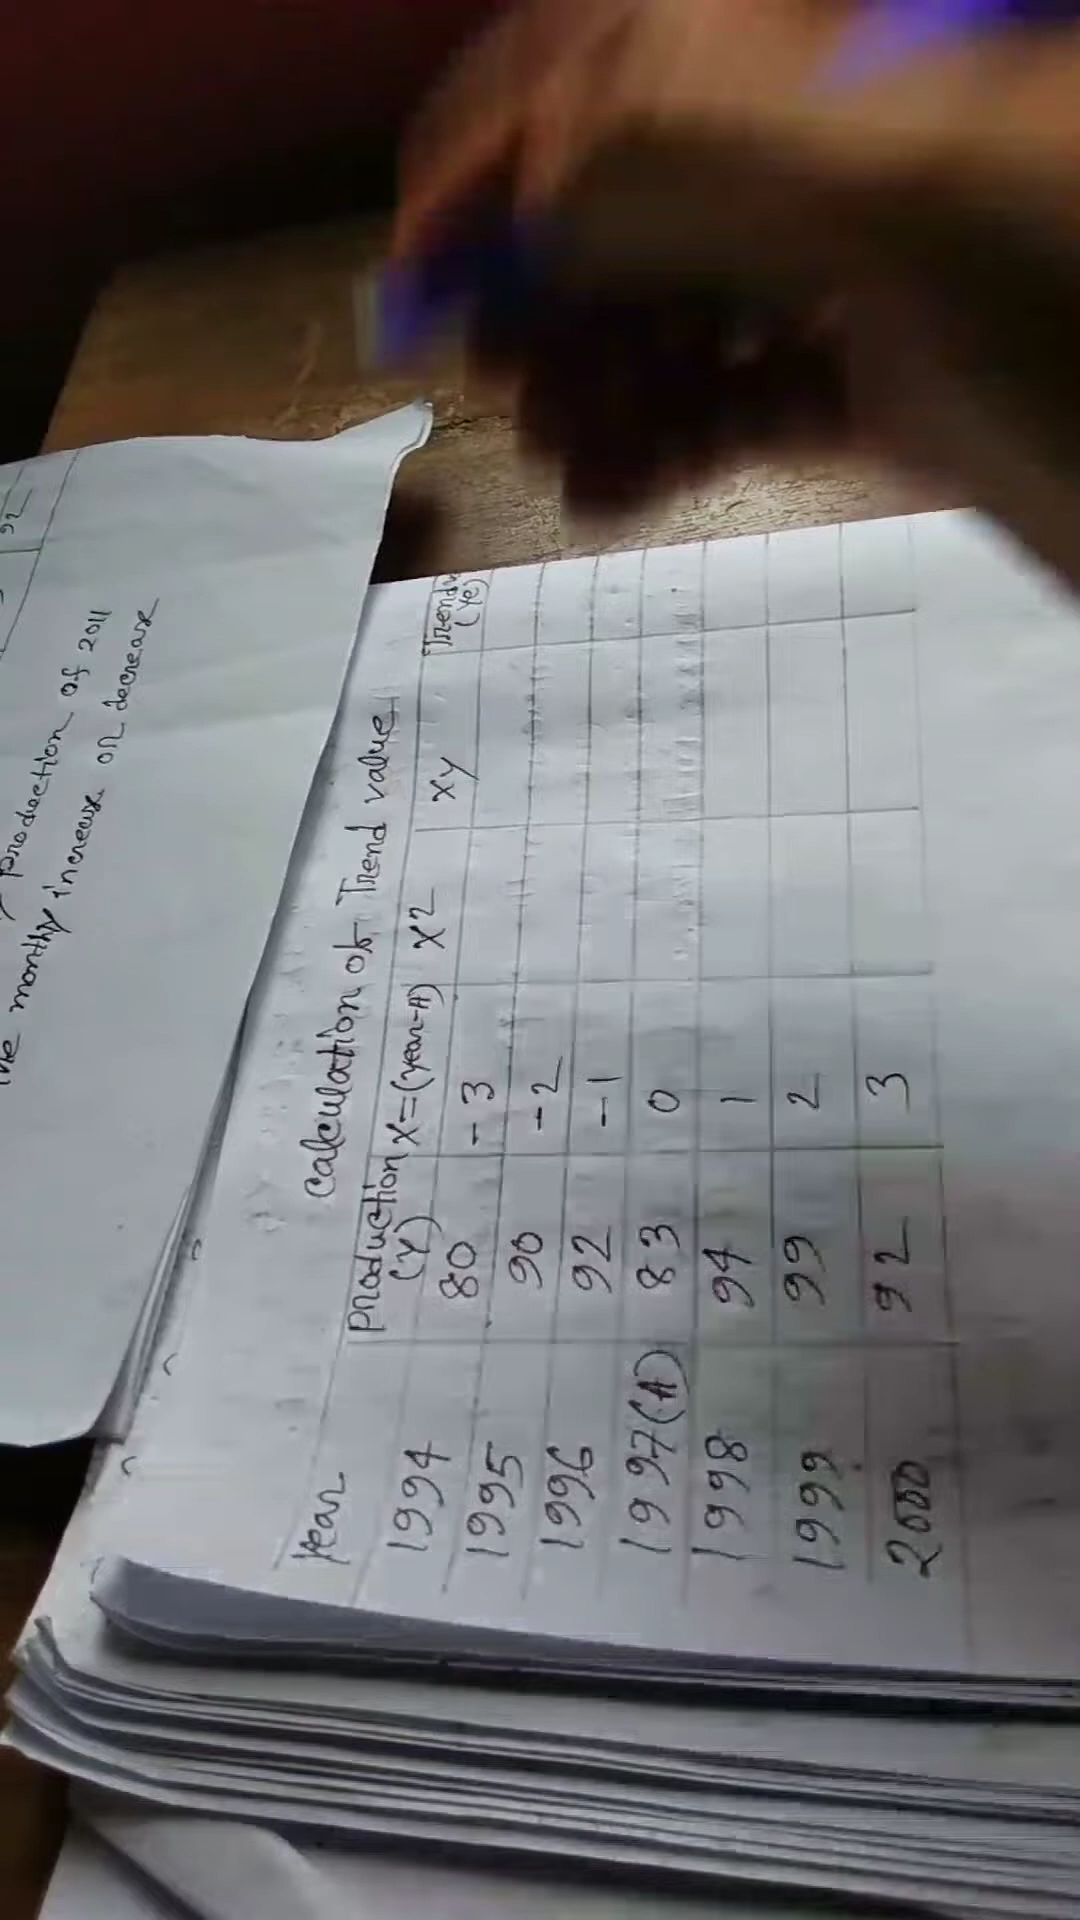 92
production of 2011
monthly increase or decrease
Calculation of Trend value
Year Production (Y) X=(year-A) X2 XY Trend (Yc)
1994 80 -3
1995 90 -2
1996 92 -1
1997(A) 83 0
1998 94 1
1999 99 2
2000 92 3